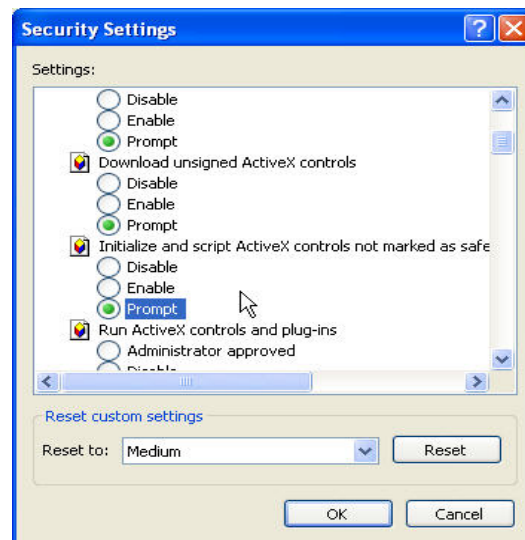 Security Settings
Settings:
Disable
Enable
Prompt
Download unsigned ActiveX controls
Disable
Enable
Prompt
Initialize and script ActiveX controls not marked as safe
Disable
Enable
Prompt
Run ActiveX controls and plug-ins
Administrator approved
Disable
Reset custom settings
Reset to: Medium Reset
OK Cancel